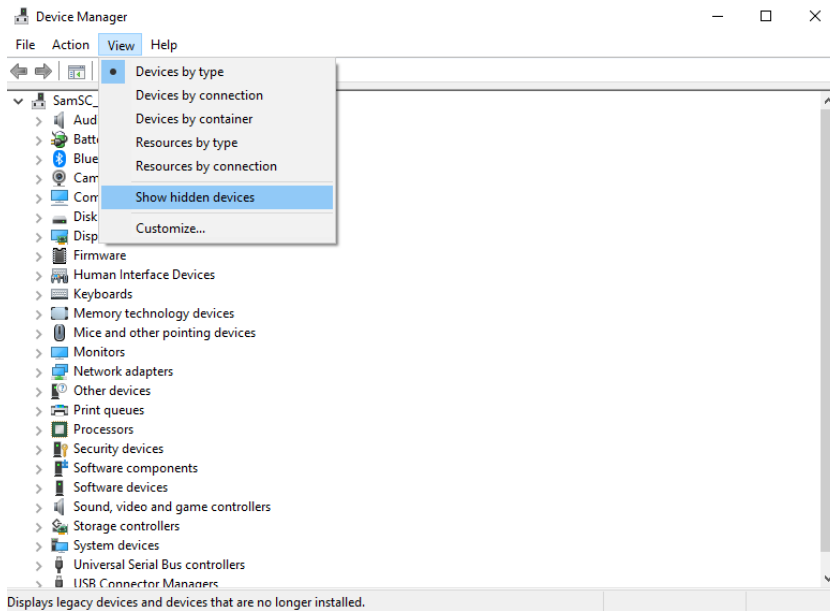 Device Manager
File Action View Help
Devices by type
Devices by connection
Devices by container
Resources by type
Resources by connection
Show hidden devices
Customize...
SamSC_
Aud
Batt
Blue
Cam
Com
Disk
Disp
Firmware
Human Interface Devices
Keyboards
Memory technology devices
Mice and other pointing devices
Monitors
Network adapters
Other devices
Print queues
Processors
Security devices
Software components
Software devices
Sound, video and game controllers
Storage controllers
System devices
Universal Serial Bus controllers
USB Connector Managers
Displays legacy devices and devices that are no longer installed.